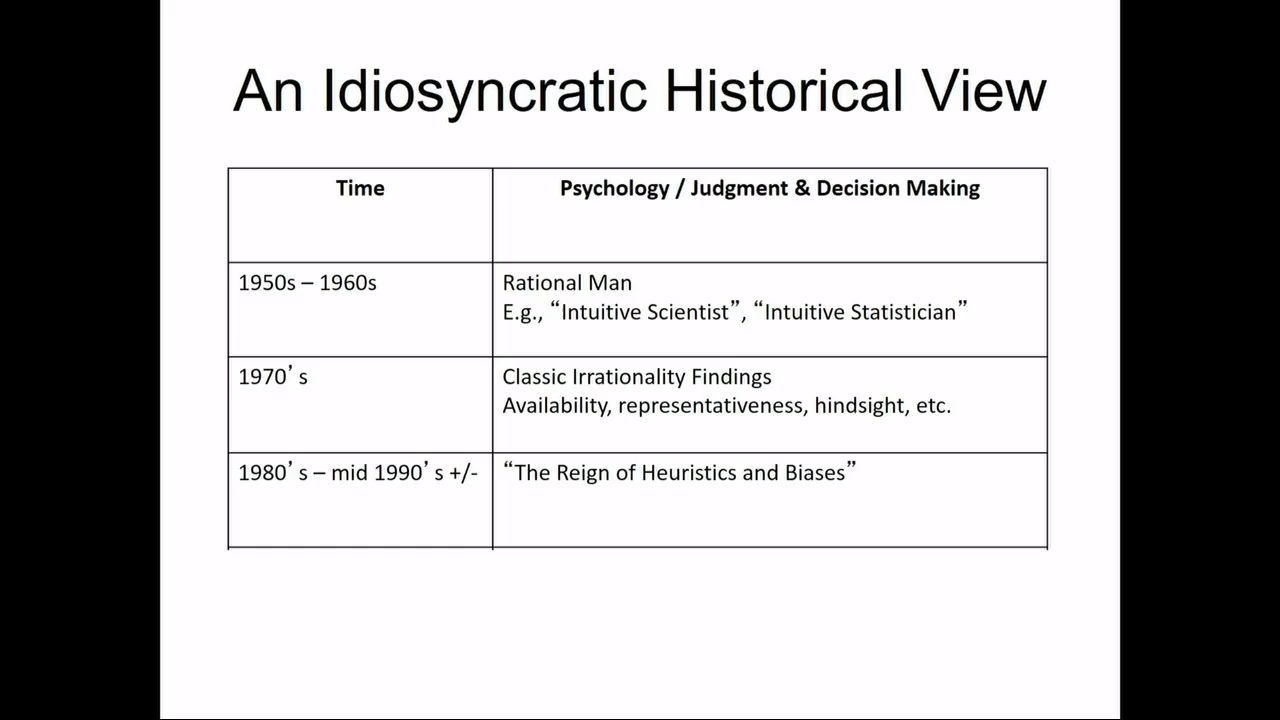 An Idiosyncratic Historical View
Time
Psychology / Judgment & Decision Making
1950s – 1960s
Rational Man
E.g., “Intuitive Scientist”, “Intuitive Statistician”
1970’s
Classic Irrationality Findings
Availability, representativeness, hindsight, etc.
1980’s – mid 1990’s +/-
“The Reign of Heuristics and Biases”